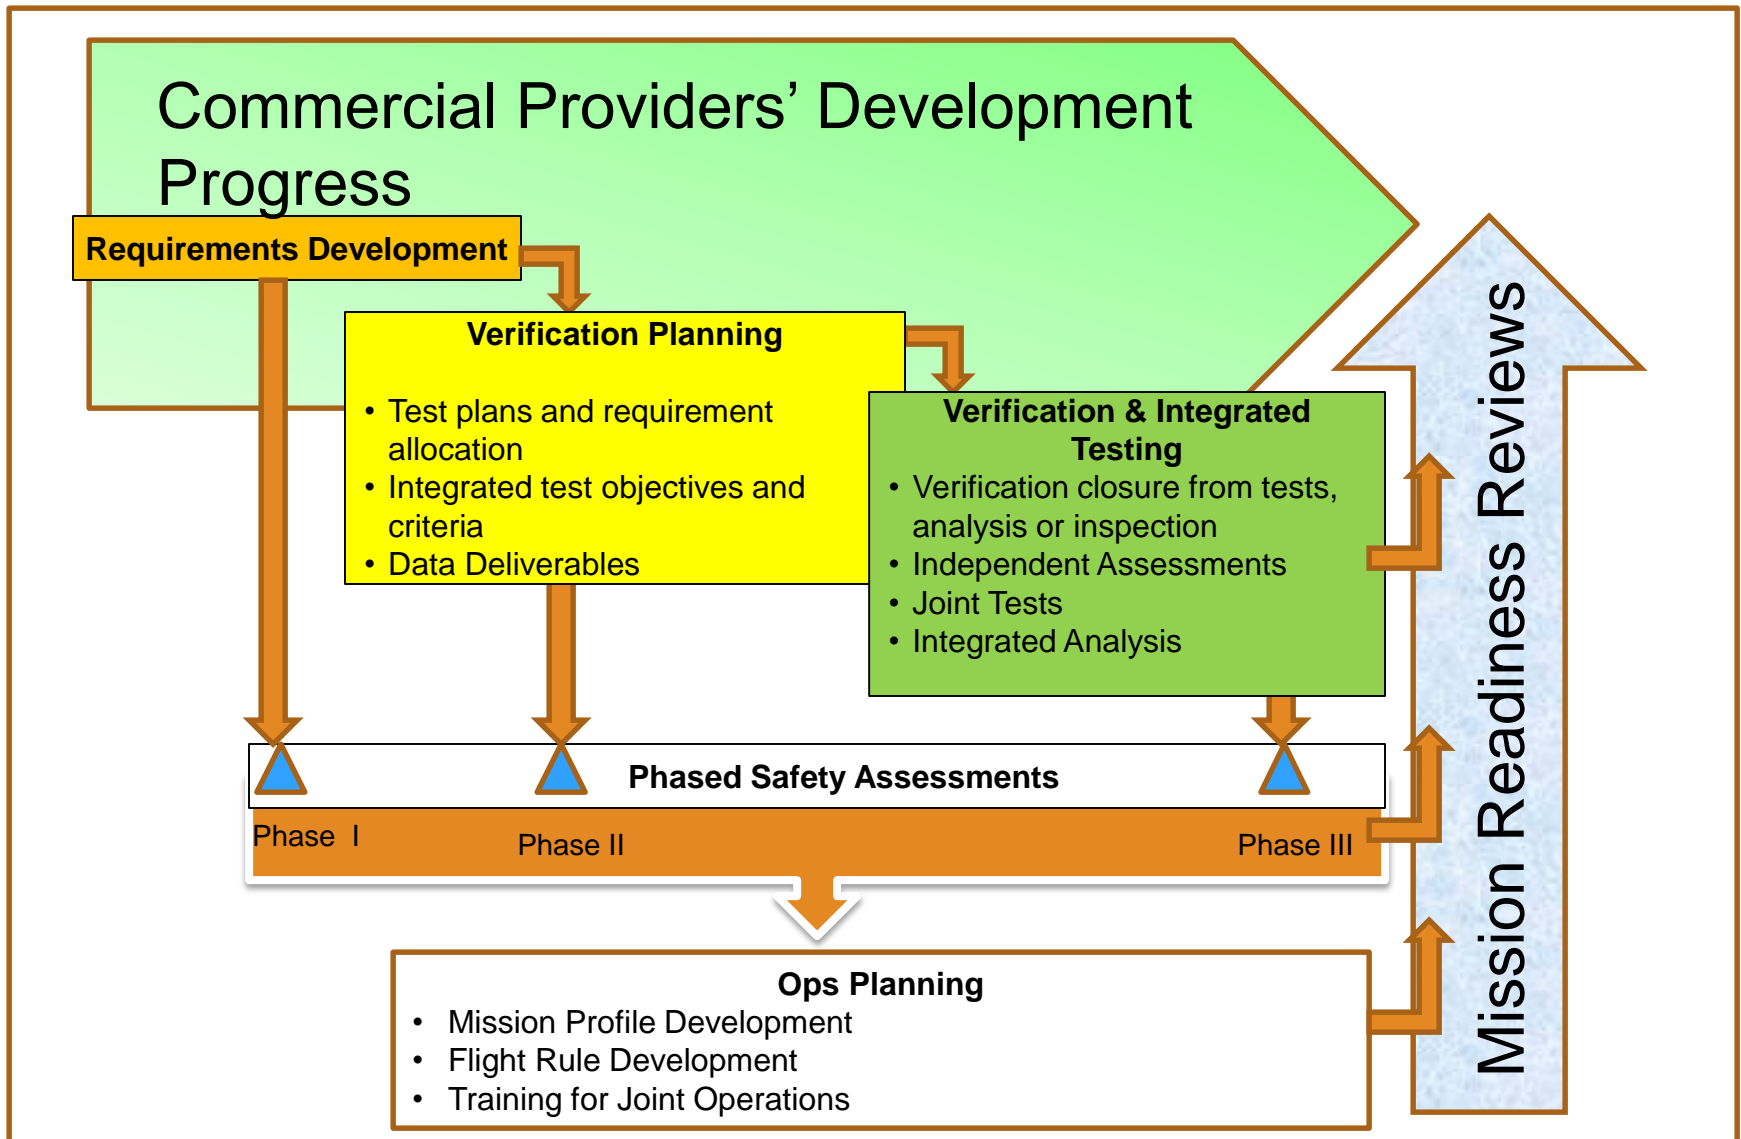 Commercial Providers’ Development
Progress
Requirements Development
Verification Planning
• Test plans and requirement
allocation
• Integrated test objectives and
criteria
• Data Deliverables
Verification & Integrated
Testing
• Verification closure from tests,
analysis or inspection
• Independent Assessments
• Joint Tests
• Integrated Analysis
Phased Safety Assessments
Phase I
Phase II
Phase III
Ops Planning
• Mission Profile Development
• Flight Rule Development
• Training for Joint Operations
Mission Readiness Reviews